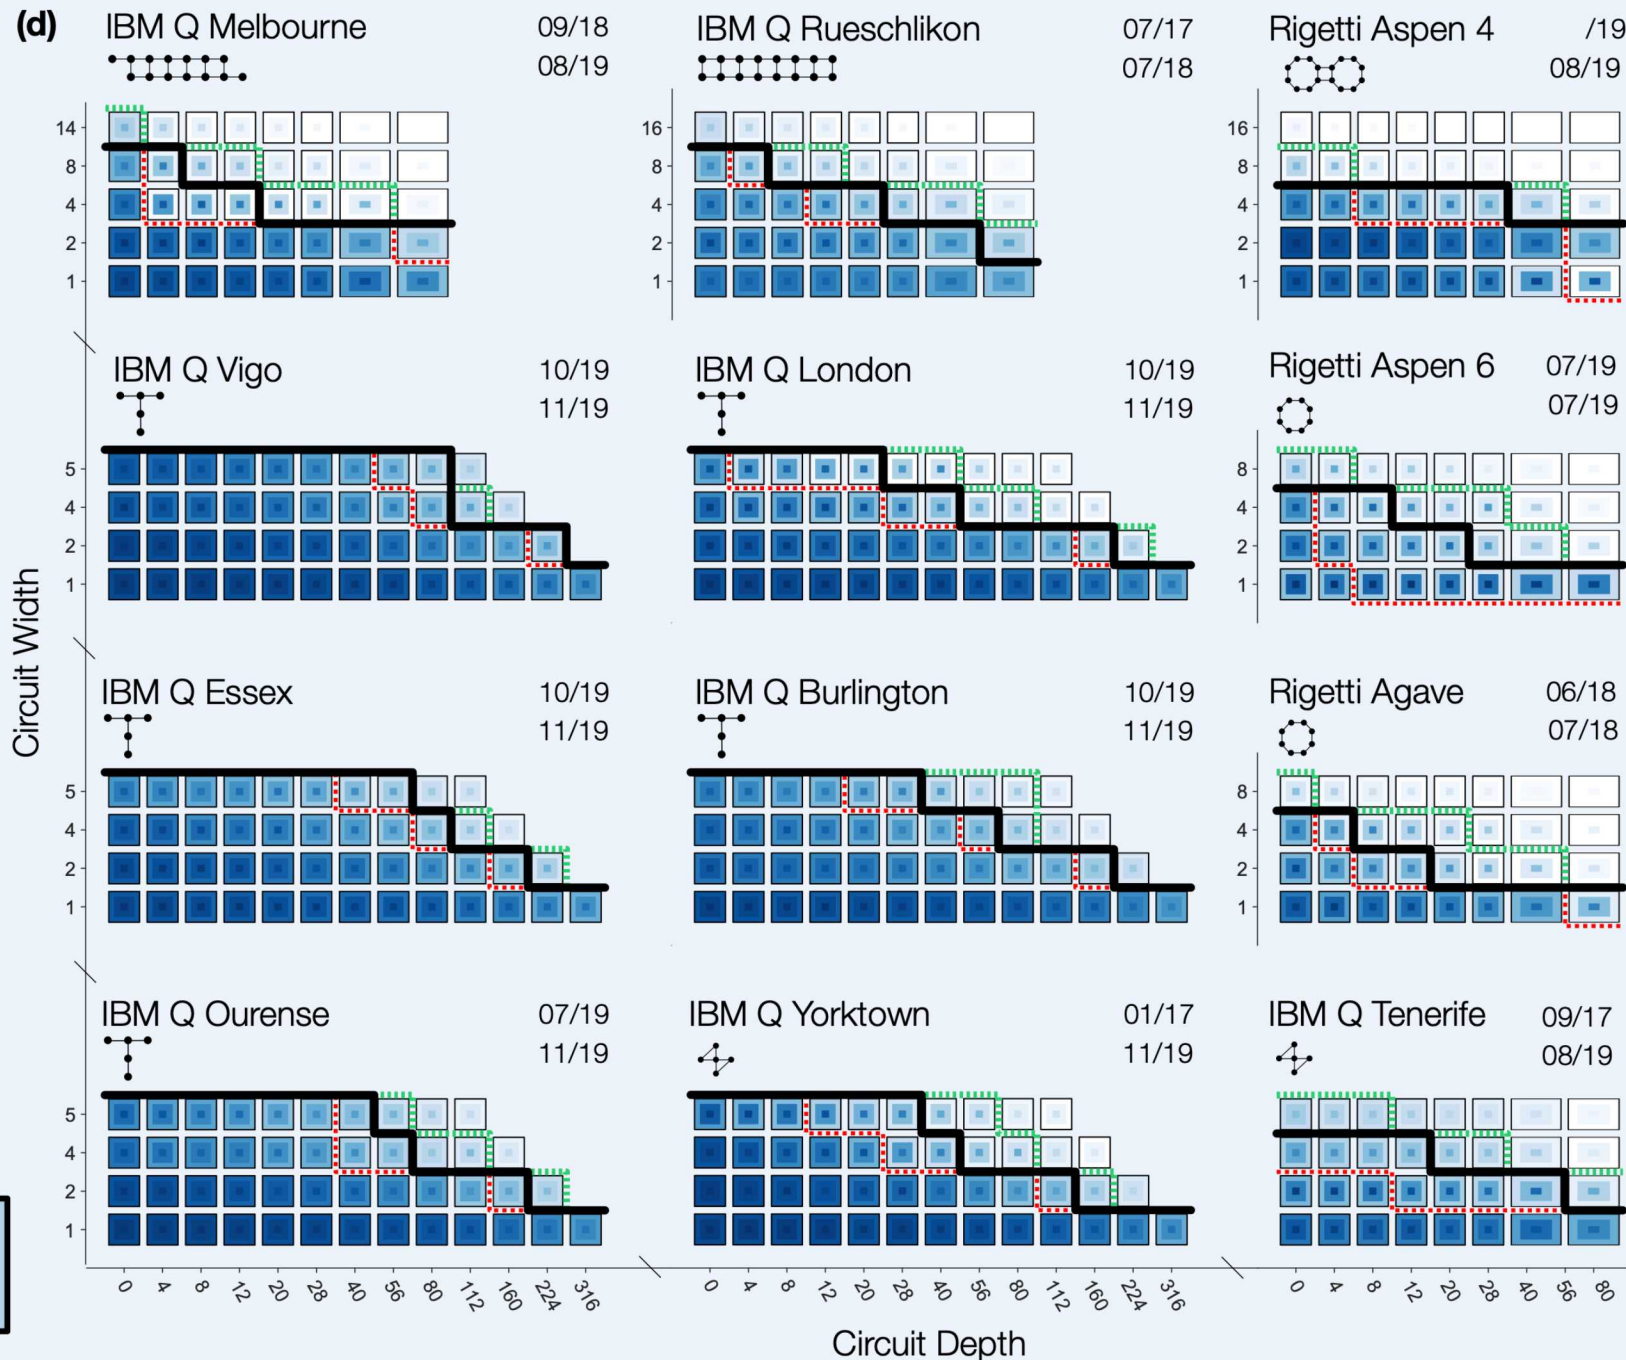 (d)
IBM Q Melbourne 09/18
08/19
14
8
4
2
1
IBM Q Rueschlikon 07/17
07/18
16
8
4
2
1
Rigetti Aspen 4 /19
08/19
16
8
4
2
1
IBM Q Vigo 10/19
11/19
5
4
2
1
IBM Q London 10/19
11/19
Rigetti Aspen 6 07/19
07/19
8
4
2
1
Circuit Width
IBM Q Essex 10/19
11/19
5
4
2
1
IBM Q Burlington 10/19
11/19
Rigetti Agave 06/18
07/18
8
4
2
1
IBM Q Ourense 07/19
11/19
5
4
2
1
IBM Q Yorktown 01/17
11/19
IBM Q Tenerife 09/17
08/19
0 4 8 12 20 28 40 56 80 112 160 224 316
0 4 8 12 20 28 40 56 80 112 160 224 316
0 4 8 12 20 28 40 56 80
Circuit Depth